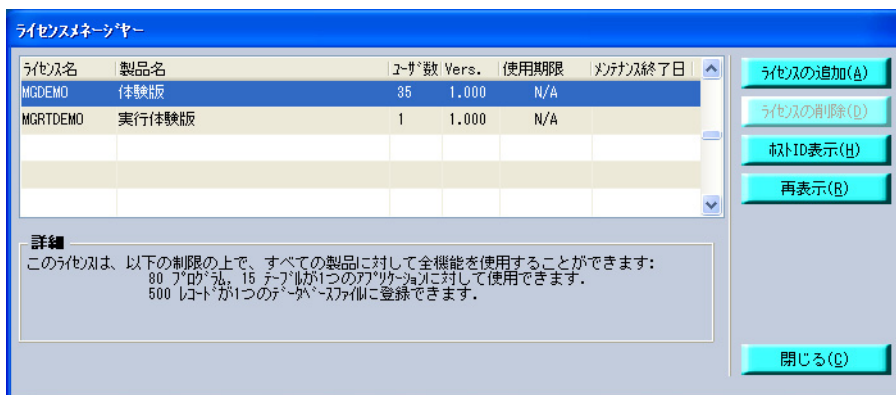 ライセンスメネージャー
ライセンス名 製品名 ユーザ数 Vers. 使用期限 メンテナンス終了日
MGDEMO 体験版 35 1.000 N/A
MGRTDEMO 実行体験版 1 1.000 N/A
ライセンスの追加(A)
ライセンスの削除(D)
ホストID表示(H)
再表示(R)
詳細
このライセンスは、以下の制限の上で、すべての製品に対して全機能を使用することができます:
80 プログラム, 15 テーブルが1つのアプリケーションに対して使用できます.
500 レコードが1つのデータベースファイルに登録できます.
閉じる(C)